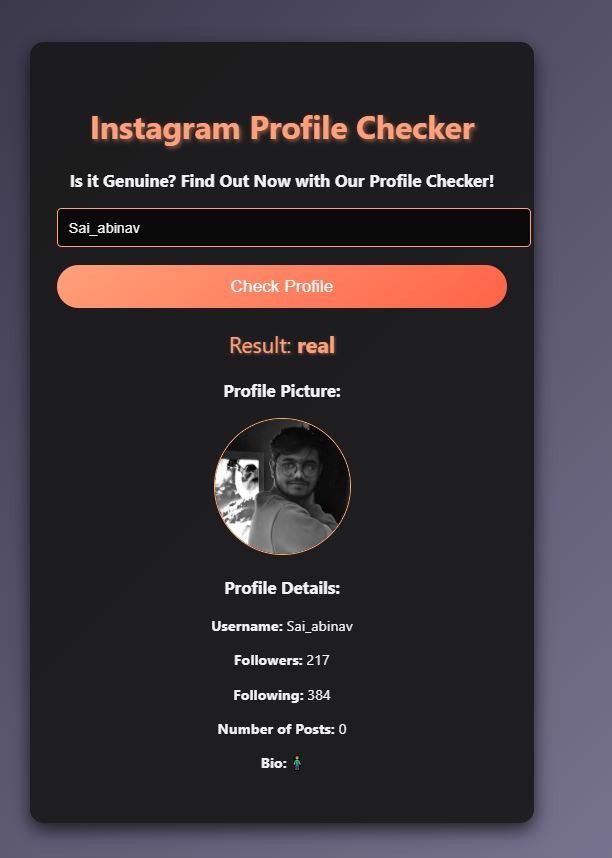 Instagram Profile Checker
Is it Genuine? Find Out Now with Our Profile Checker!
Sai_abinav
Check Profile
Result: real
Profile Picture:
Profile Details:
Username: Sai_abinav
Followers: 217
Following: 384
Number of Posts: 0
Bio: 🧍‍♂️